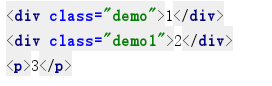 <div class="demo">1</div>
<div class="demo1">2</div>
<p>3</p>